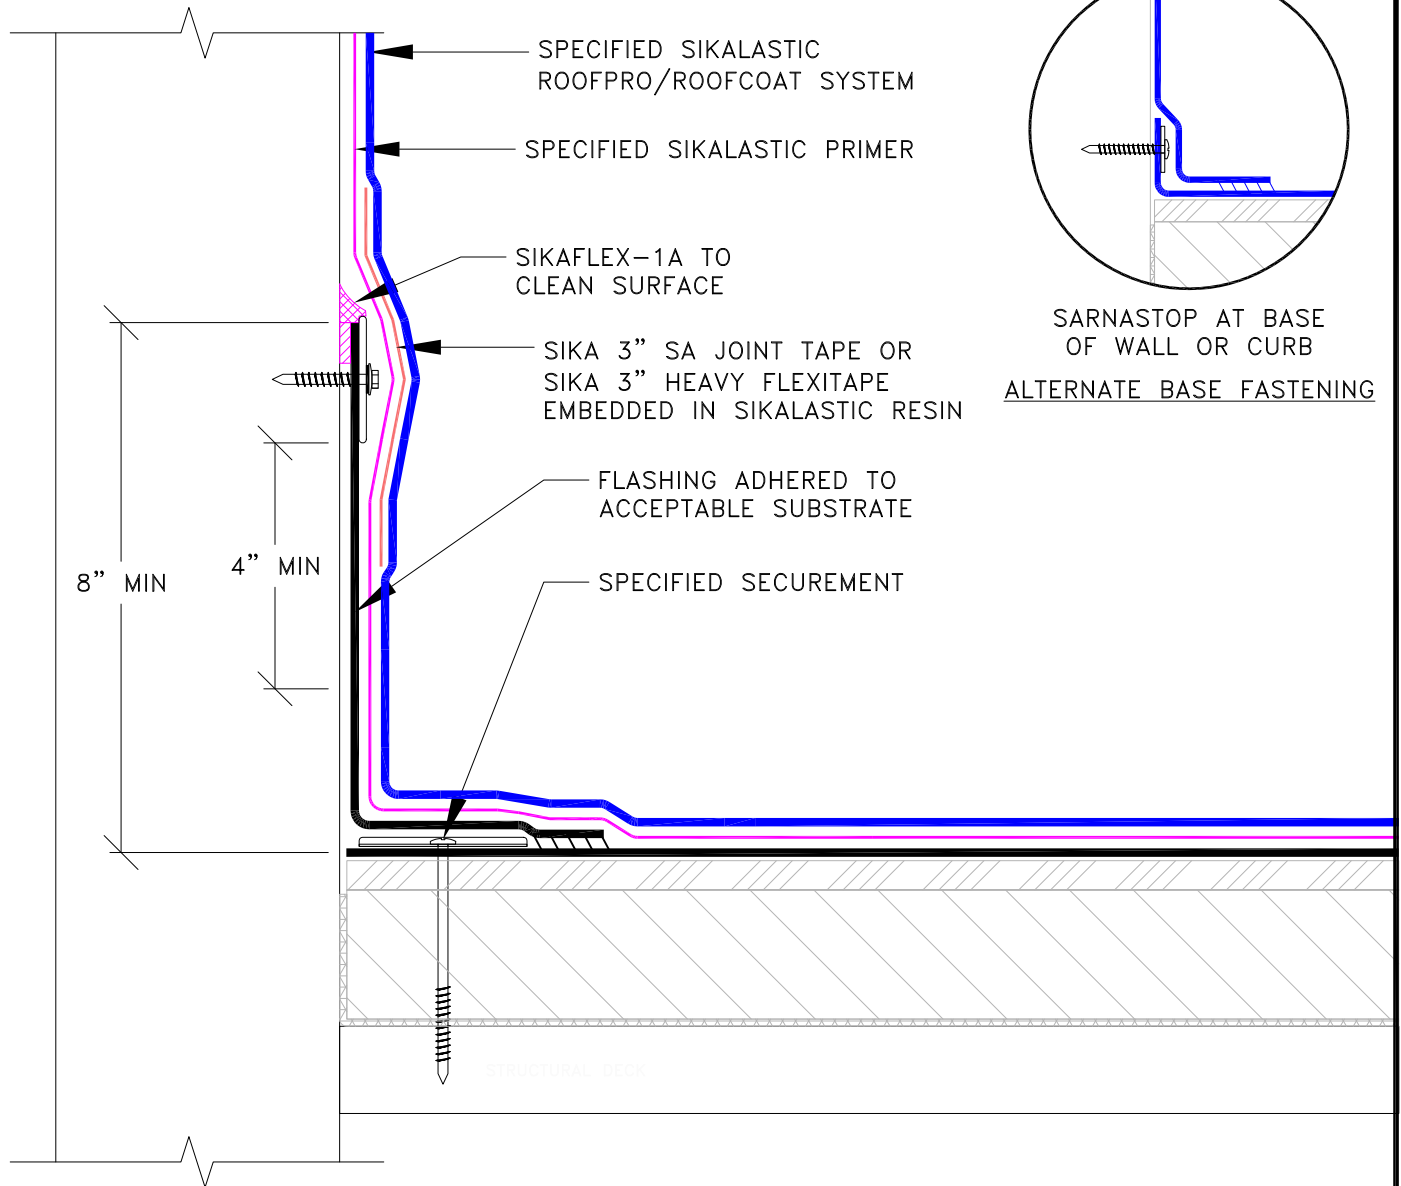 SPECIFIED SIKALASTIC
ROOFPRO/ROOFCOAT SYSTEM
SPECIFIED SIKALASTIC PRIMER
SIKAFLEX-1A TO
CLEAN SURFACE
SIKA 3" SA JOINT TAPE OR
SIKA 3" HEAVY FLEXITAPE
EMBEDDED IN SIKALASTIC RESIN
FLASHING ADHERED TO
ACCEPTABLE SUBSTRATE
SPECIFIED SECUREMENT
8" MIN
4" MIN
SARNASTOP AT BASE
OF WALL OR CURB
ALTERNATE BASE FASTENING
STRUCTURAL DECK